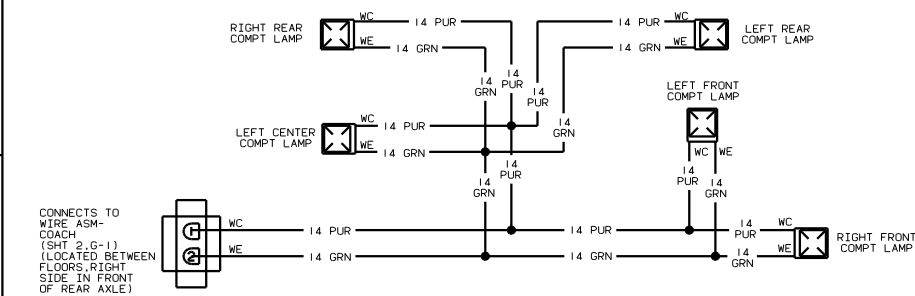 RIGHT REAR
COMPT LAMP
WC
14 PUR
WE
14 GRN
14 PUR
WC
14 GRN
WE
LEFT REAR
COMPT LAMP
14
GRN
14
PUR
14
PUR
14
GRN
LEFT FRONT
COMPT LAMP
LEFT CENTER
COMPT LAMP
WC
14 PUR
WE
14 GRN
WC
WE
14
GRN
14
PUR
14
PUR
14
GRN
CONNECTS TO
WIRE ASM-
COACH
(SHT 2,G-1)
(LOCATED BETWEEN
FLOORS,RIGHT
SIDE IN FRONT
OF REAR AXLE)
1
2
WC
14 PUR
14 PUR
14
PUR
WC
WE
14 GRN
14 GRN
14
GRN
WE
RIGHT FRONT
COMPT LAMP